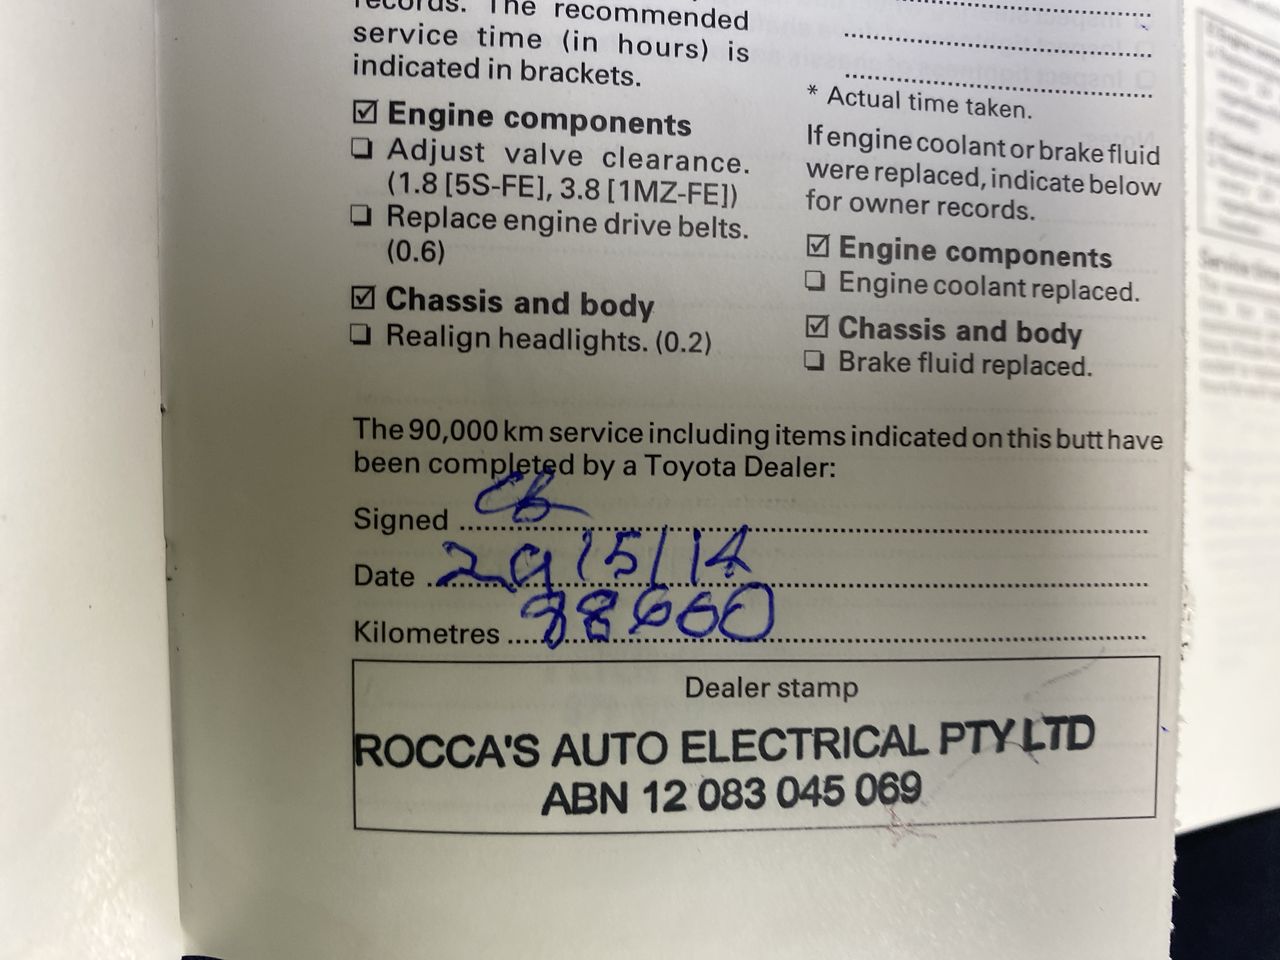 records. The recommended
service time (in hours) is
indicated in brackets.
☑ Engine components
❏ Adjust valve clearance.
(1.8 [5S-FE], 3.8 [1MZ-FE])
❏ Replace engine drive belts.
(0.6)
☑ Chassis and body
❏ Realign headlights. (0.2)
* Actual time taken.
If engine coolant or brake fluid
were replaced, indicate below
for owner records.
☑ Engine components
❏ Engine coolant replaced.
☑ Chassis and body
❏ Brake fluid replaced.
The 90,000 km service including items indicated on this butt have
been completed by a Toyota Dealer:
Signed
Date 29/5/14
Kilometres 88660
Dealer stamp
ROCCA'S AUTO ELECTRICAL PTY LTD
ABN 12 083 045 069